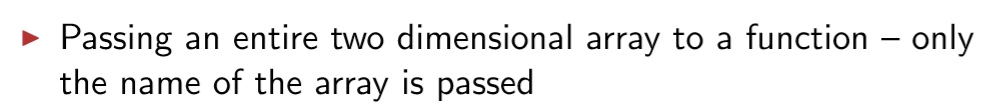 Passing an entire two dimensional array to a function – only
the name of the array is passed